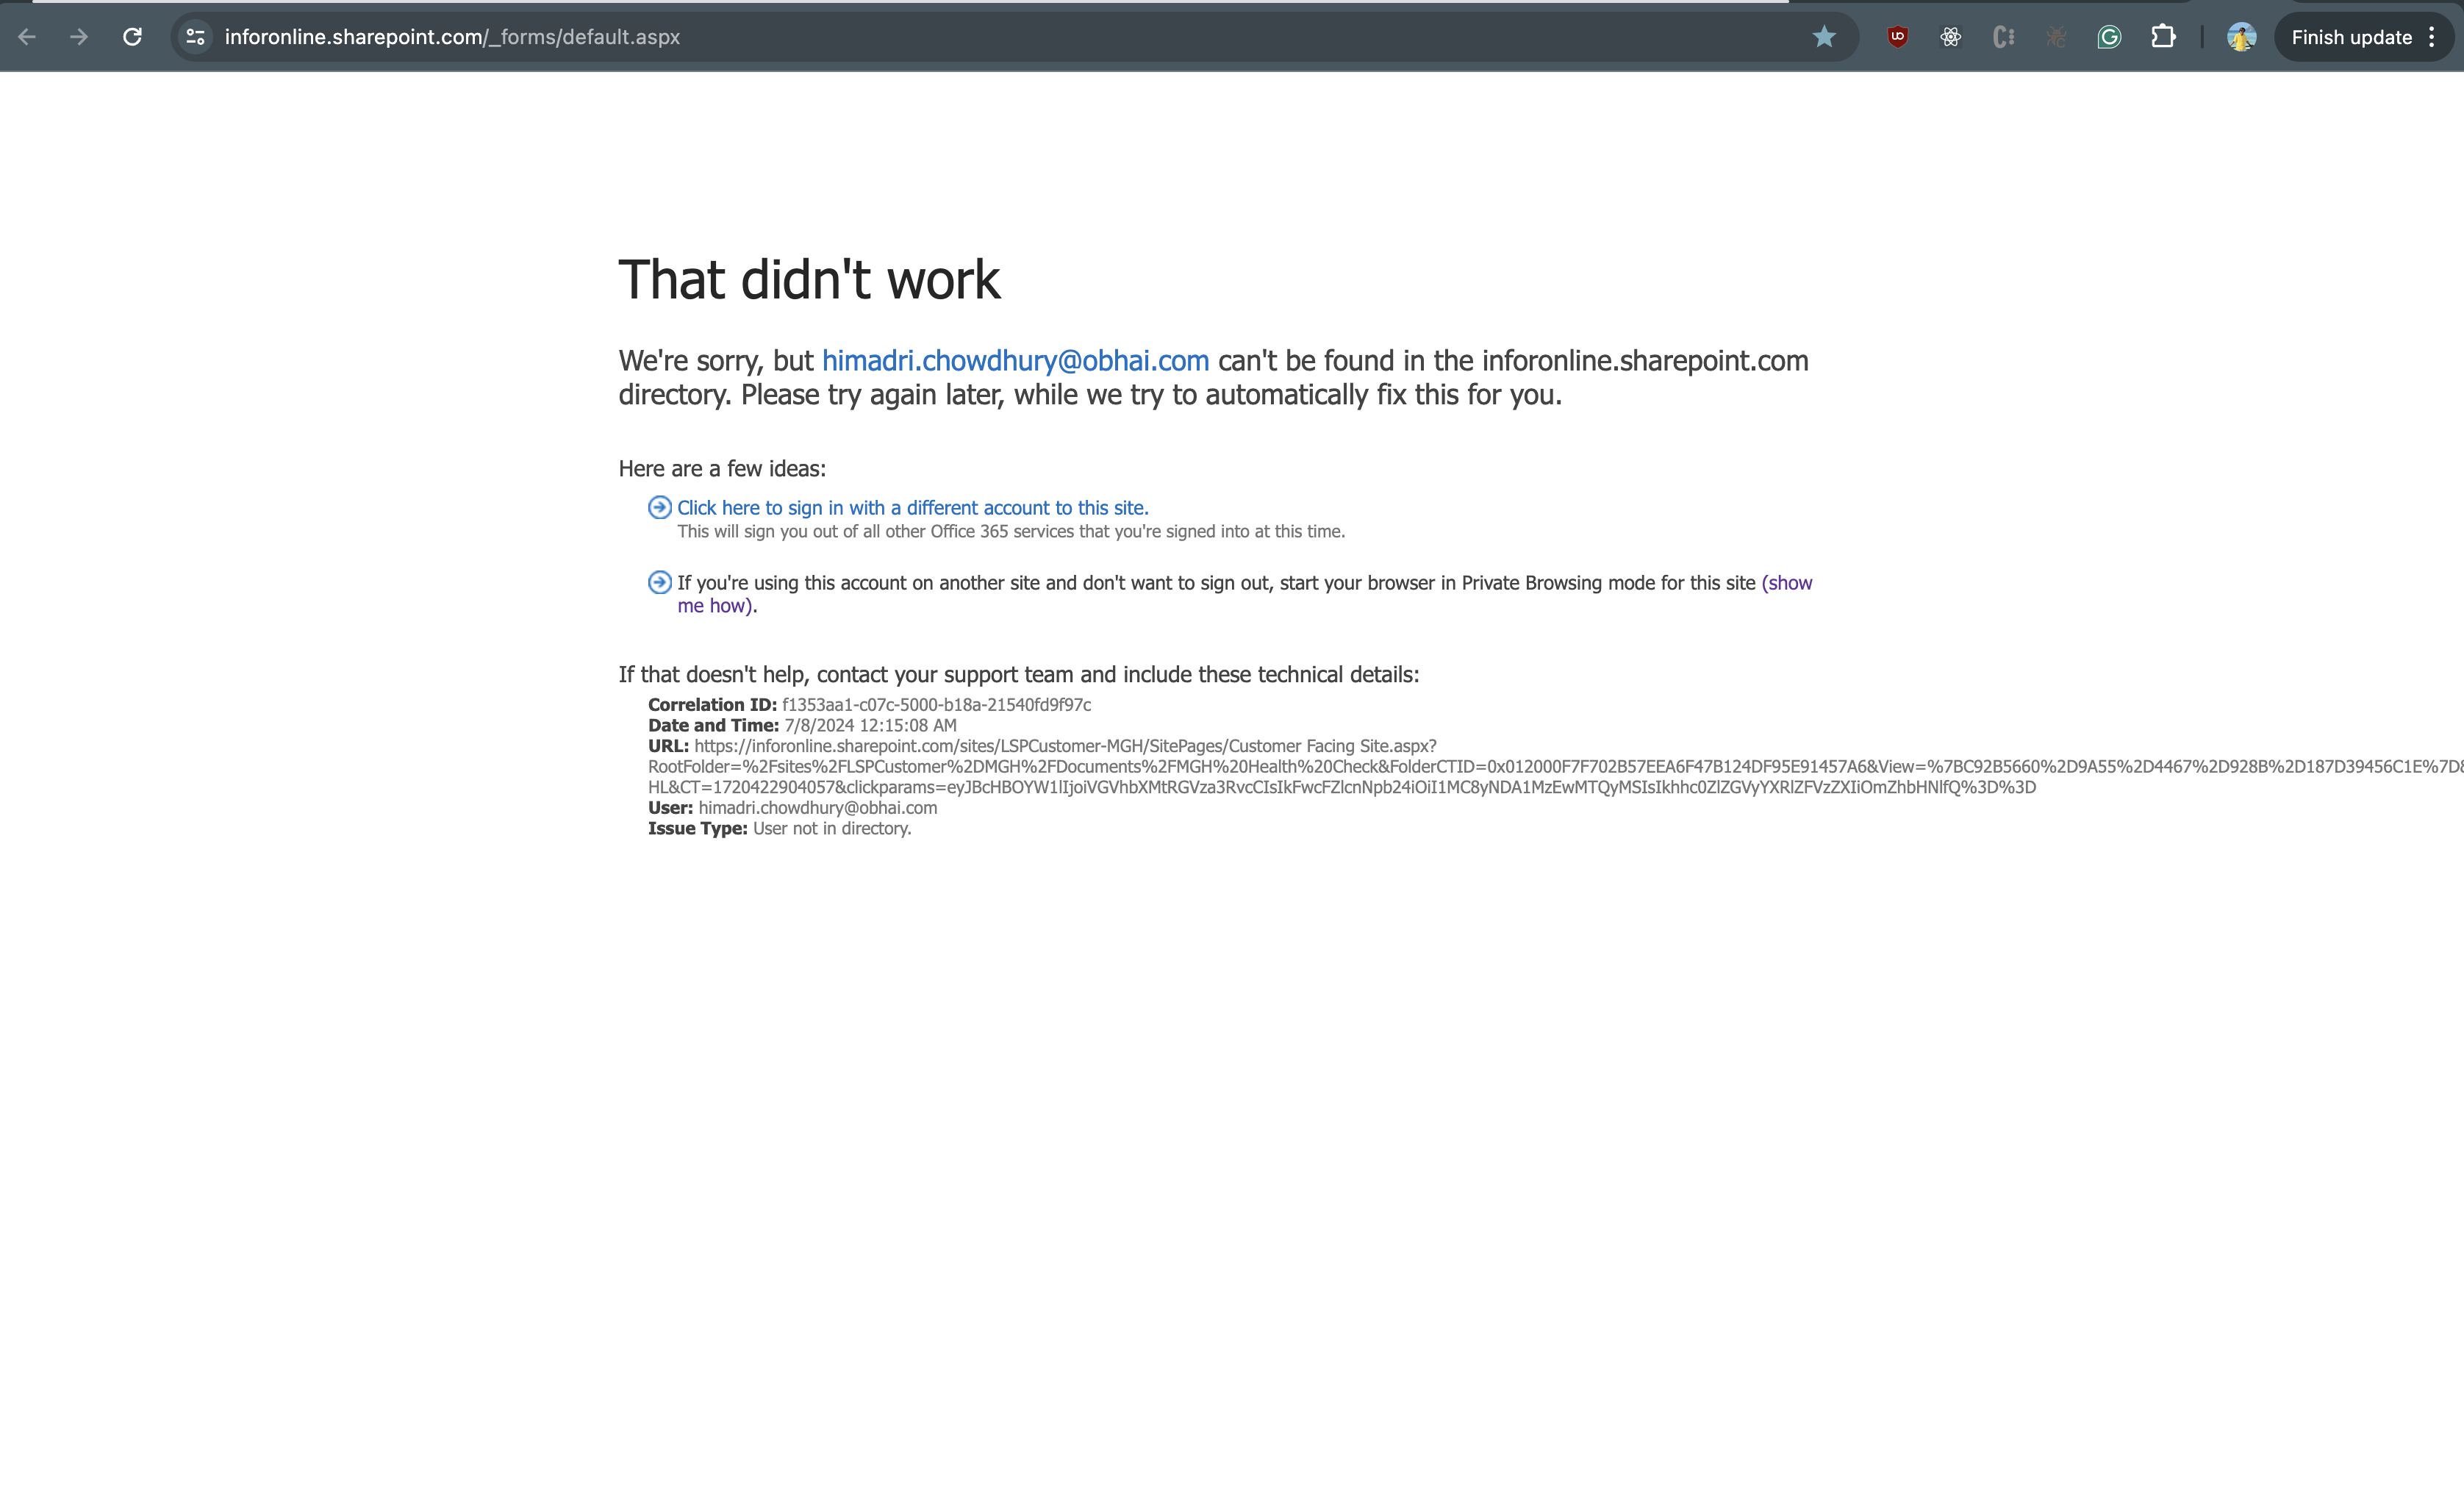 inforonline.sharepoint.com/_forms/default.aspx
Finish update
That didn't work
We're sorry, but himadri.chowdhury@obhai.com can't be found in the inforonline.sharepoint.com
directory. Please try again later, while we try to automatically fix this for you.
Here are a few ideas:
Click here to sign in with a different account to this site.
This will sign you out of all other Office 365 services that you're signed into at this time.
If you're using this account on another site and don't want to sign out, start your browser in Private Browsing mode for this site (show
me how).
If that doesn't help, contact your support team and include these technical details:
Correlation ID: f1353aa1-c07c-5000-b18a-21540fd9f97c
Date and Time: 7/8/2024 12:15:08 AM
URL: https://inforonline.sharepoint.com/sites/LSPCustomer-MGH/SitePages/Customer Facing Site.aspx?
RootFolder=%2Fsites%2FLSPCustomer%2DMGH%2FDocuments%2FMGH%20Health%20Check&FolderCTID=0x012000F7F702B57EEA6F47B124DF95E91457A6&View=%7BC92B5660%2D9A55%2D4467%2D928B%2D187D39456C1E%7D&
HL&CT=1720422904057&clickparams=eyJBcHBOYW1lIjoiVGVhbXMtRGVza3RvcCIsIkFwcFZlcnNpb24iOiI1MC8yNDA1MzEwMTQyMSIsIkhhc0ZlZGVyYXRlZFVzZXIiOmZhbHNlfQ%3D%3D
User: himadri.chowdhury@obhai.com
Issue Type: User not in directory.